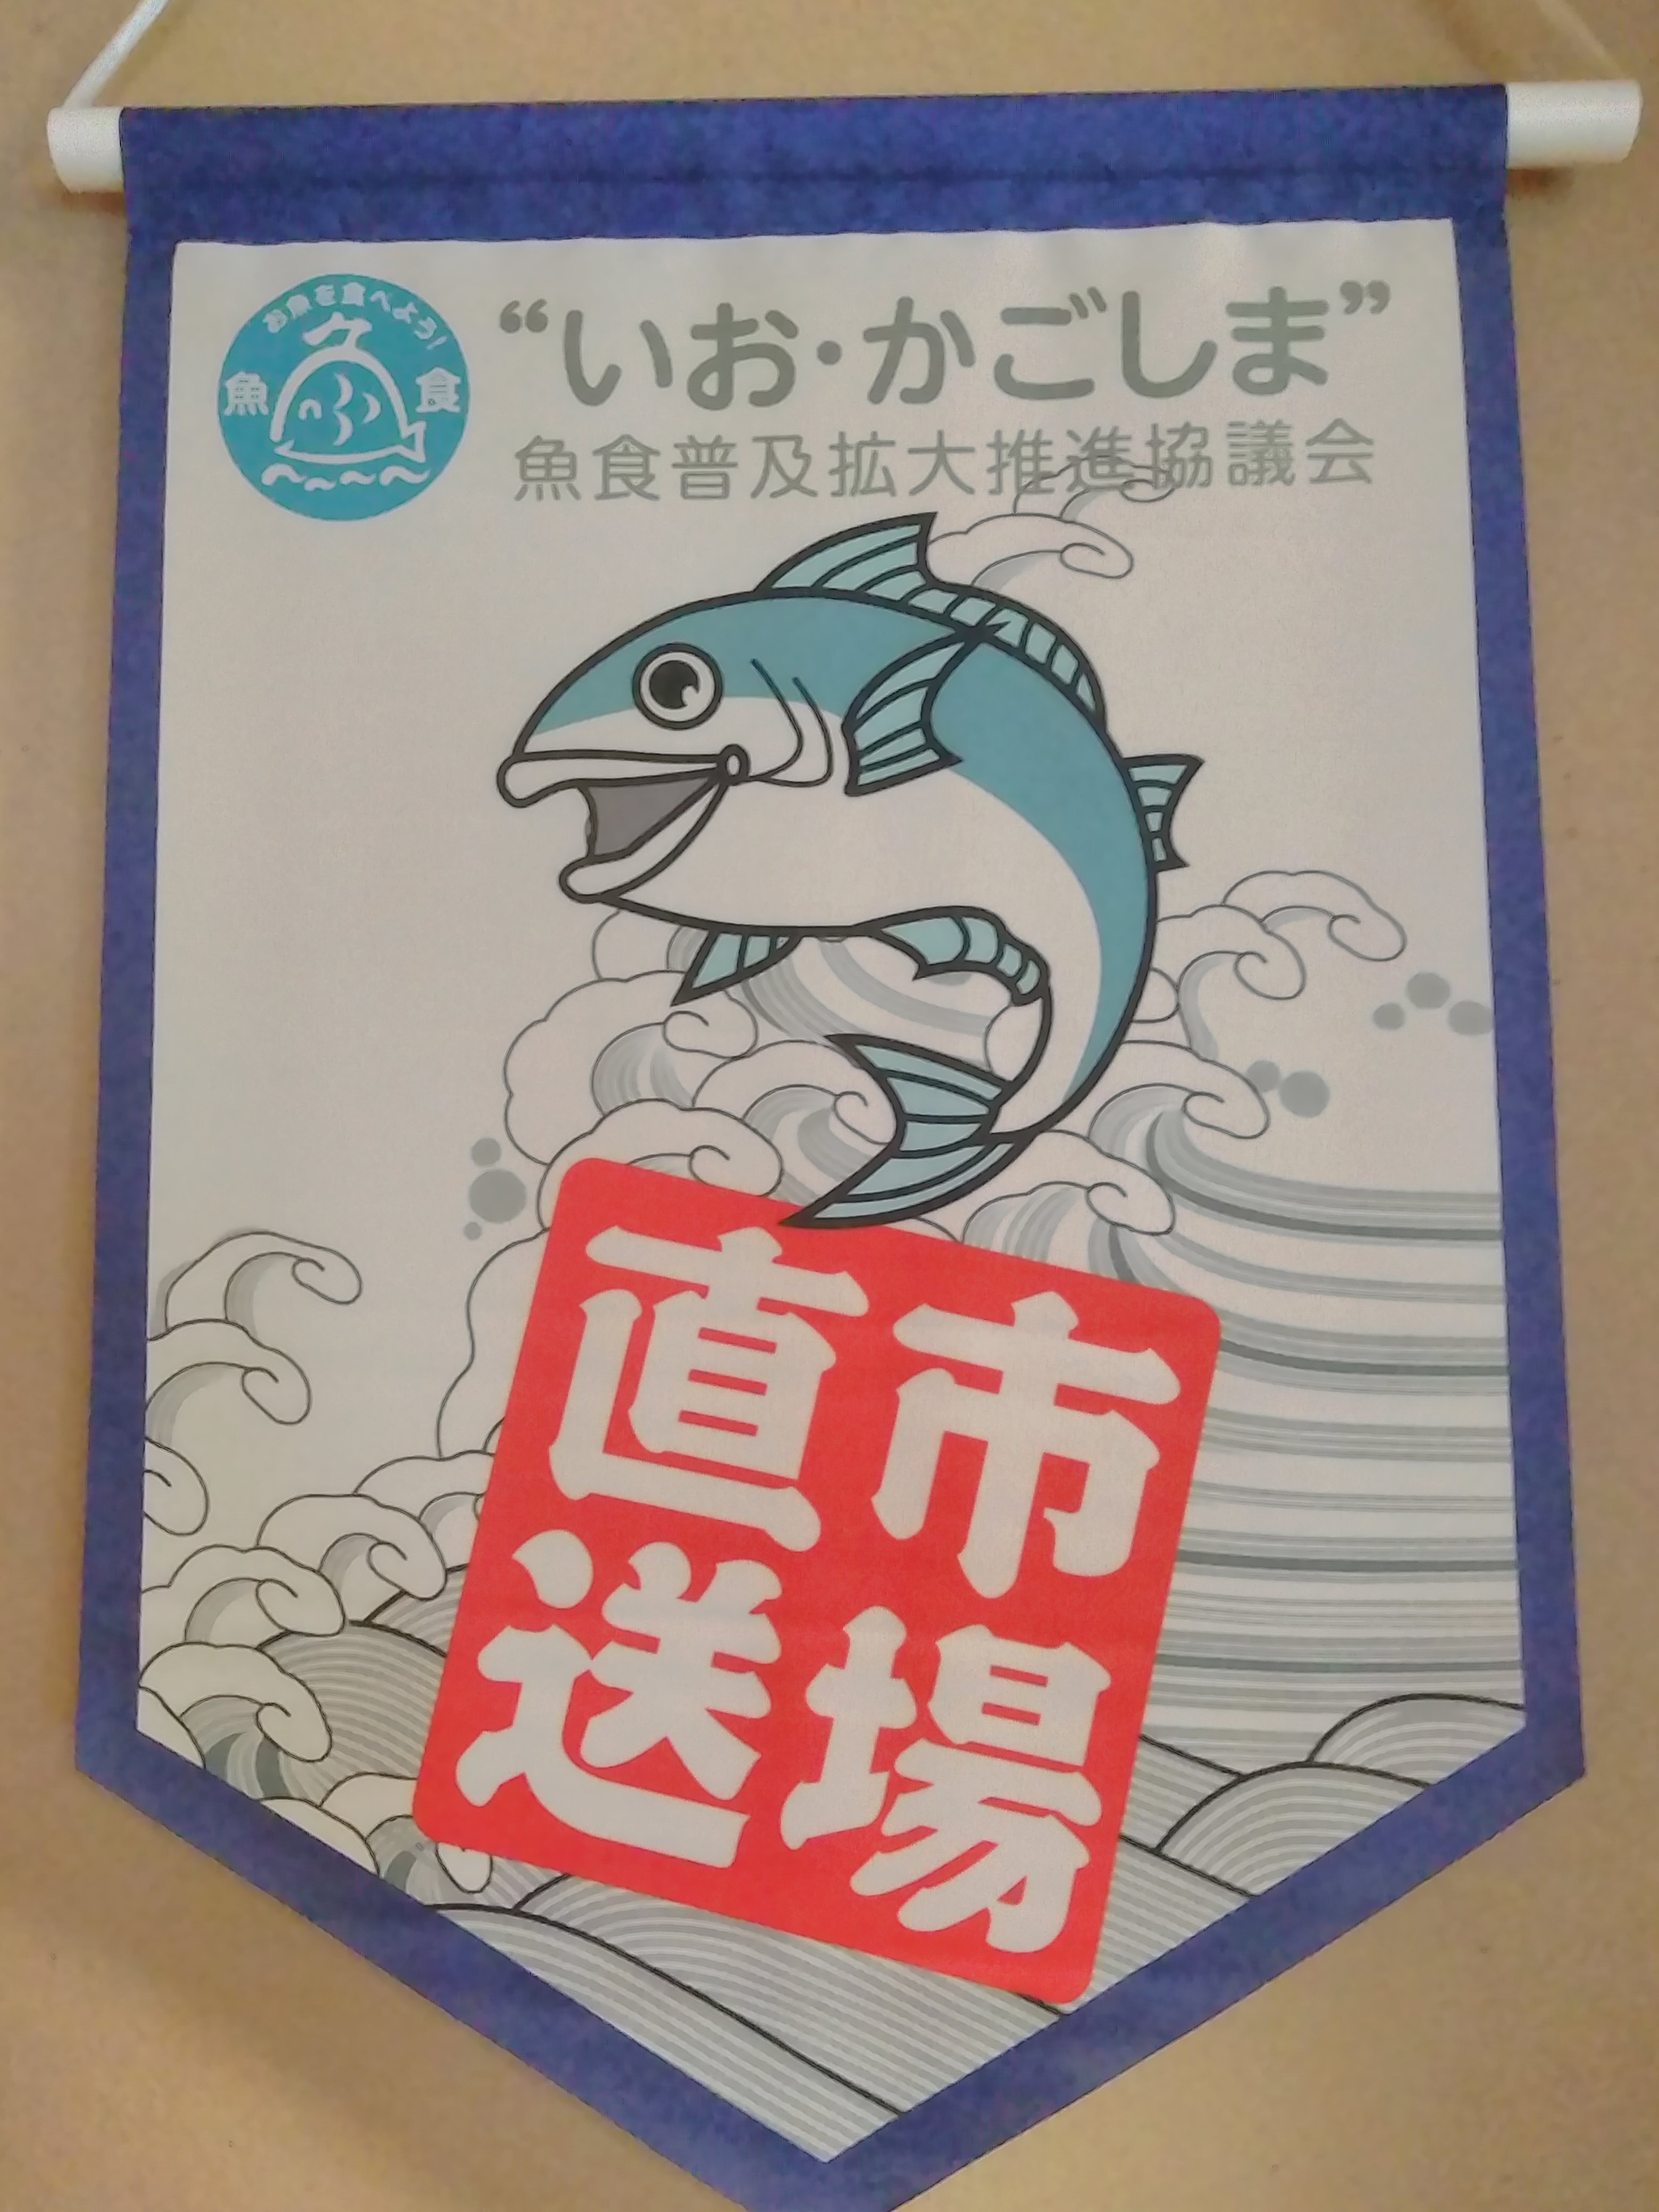 お魚を食べよう!
魚 食
“いお・かごしま”
魚食普及拡大推進協議会
市場
直送